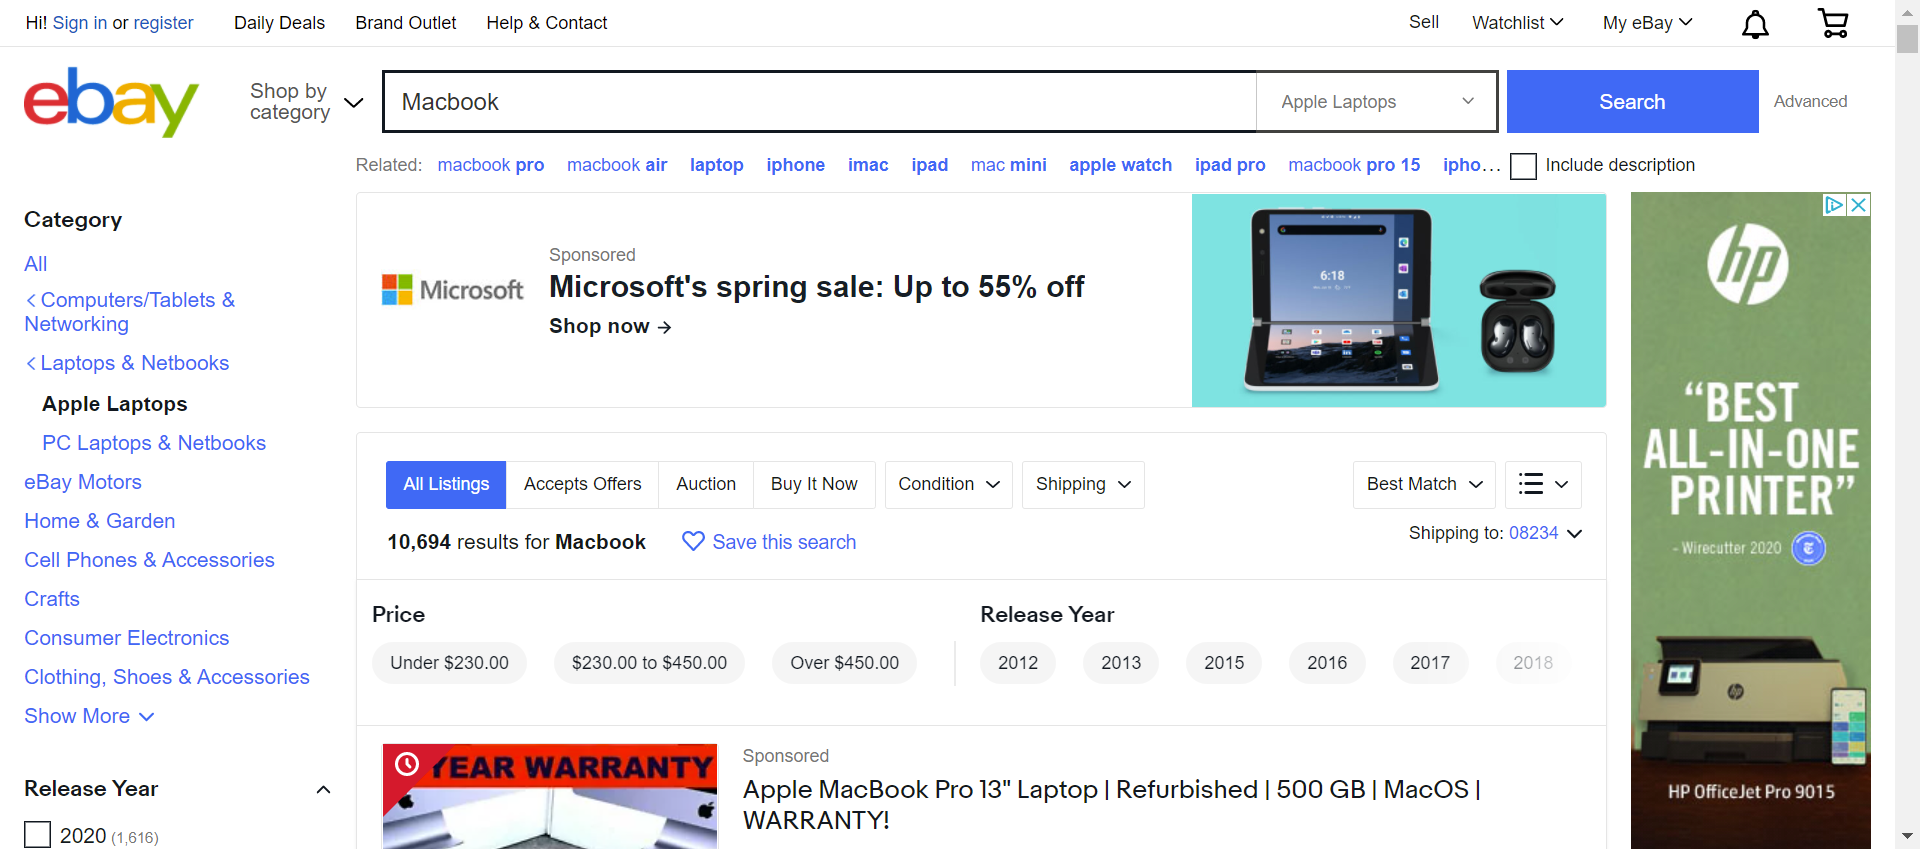 Hi! Sign in or register Daily Deals Brand Outlet Help & Contact Sell Watchlist My eBay
ebay
Shop by category
Macbook
Apple Laptops
Search
Advanced
Related: macbook pro macbook air laptop iphone imac ipad mac mini apple watch ipad pro macbook pro 15 ipho... Include description
Category
All
Computers/Tablets &
Networking
Laptops & Netbooks
Apple Laptops
PC Laptops & Netbooks
eBay Motors
Home & Garden
Cell Phones & Accessories
Crafts
Consumer Electronics
Clothing, Shoes & Accessories
Show More
Release Year
2020 (1,616)
Microsoft
Sponsored
Microsoft's spring sale: Up to 55% off
Shop now →
6:18
All Listings Accepts Offers Auction Buy It Now Condition Shipping Best Match
10,694 results for Macbook Save this search Shipping to: 08234
Price
Under $230.00 $230.00 to $450.00 Over $450.00
Release Year
2012 2013 2015 2016 2017 2018
YEAR WARRANTY
Sponsored
Apple MacBook Pro 13" Laptop | Refurbished | 500 GB | MacOS |
WARRANTY!
hp
“BEST
ALL-IN-ONE
PRINTER”
- Wirecutter 2020
HP OfficeJet Pro 9015